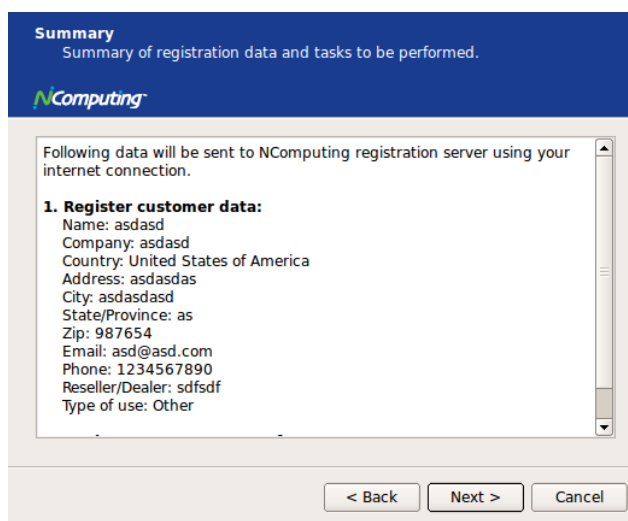 Summary
Summary of registration data and tasks to be performed.
NComputing
Following data will be sent to NComputing registration server using your
internet connection.
1. Register customer data:
Name: asdasd
Company: asdasd
Country: United States of America
Address: asdasdas
City: asdasdasd
State/Province: as
Zip: 987654
Email: asd@asd.com
Phone: 1234567890
Reseller/Dealer: sdfsdf
Type of use: Other
< Back
Next >
Cancel